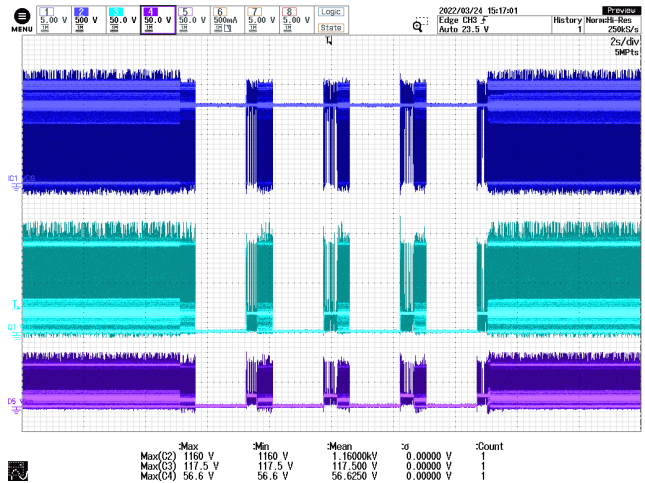 MENU
1 2 3 4 5 6 7 8 Logic
5.00 V 500 V 50.0 V 50.0 V 5.00 V 500mA 5.00 V 5.00 V State
2022/03/24 15:17:01
Edge CH3
Auto 23.5 V
Preview
History Norm:Hi-Res
1 250kS/s
2s/div
5MPts
:Max :Min :Mean :σ :Count
Max(C2) 1160 V 1160 V 1.16000kV 0.00000 V 1
Max(C3) 117.5 V 117.5 V 117.500 V 0.00000 V 1
Max(C4) 56.6 V 56.6 V 56.6250 V 0.00000 V 1